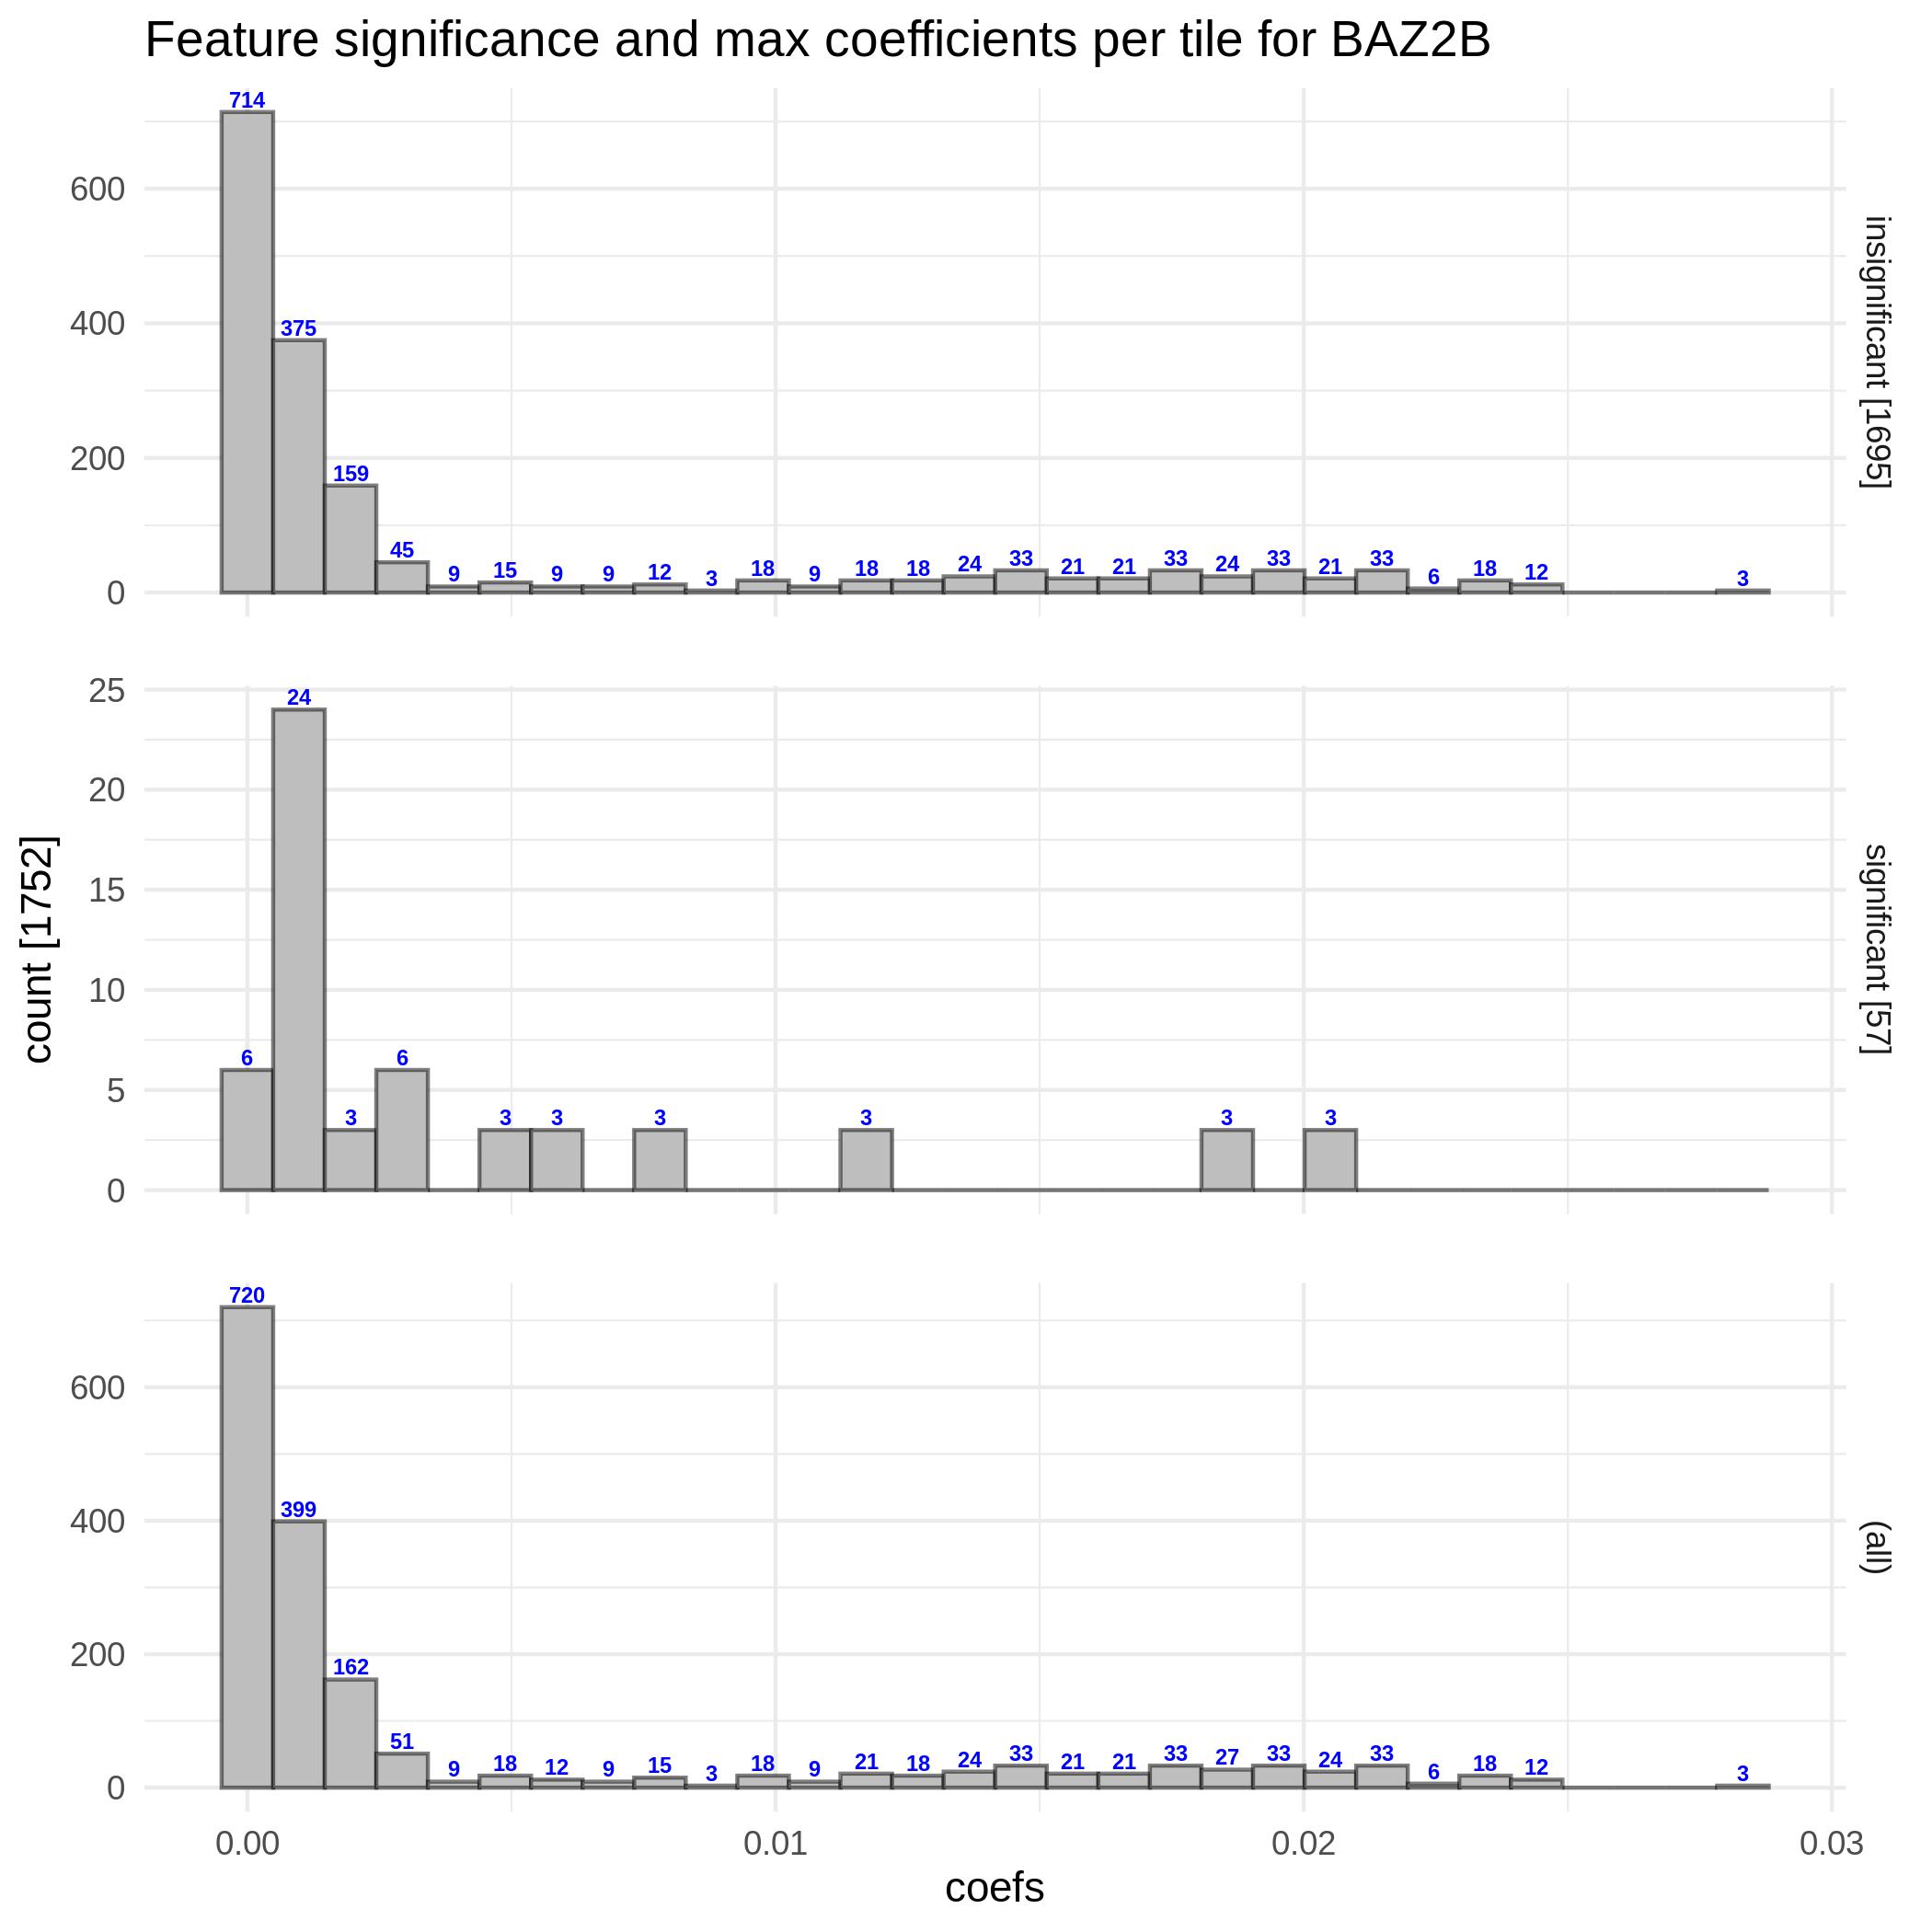 Feature significance and max coefficients per tile for BAZ2B
714
600
375
400
159
200
45 9 15 9 9 12 3 18 9 18 18 24 33 21 21 33 24 33 21 33 6 18 12 3
0
insignificant [1695]
25
24
20
15
10
6 6
5
3 3 3 3 3 3 3
0
significant [57]
count [1752]
720
600
399
400
162
200
51 9 18 12 9 15 3 18 9 21 18 24 33 21 21 33 27 33 24 33 6 18 12 3
0
(all)
0.00 0.01 0.02 0.03
coefs